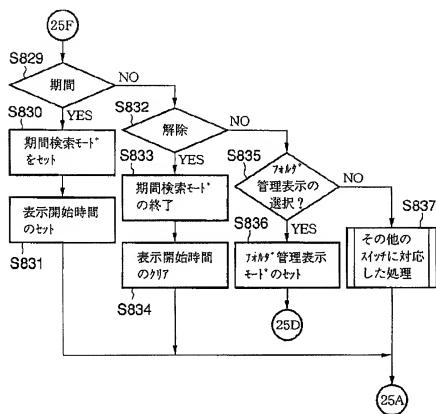 25F
S829
期間
NO
S830
YES
期間検索モード
をセット
S832
解除
NO
S833
YES
期間検索モード
の終了
S835
フォルダ
管理表示の
選択?
NO
S837
表示開始時間
のセット
S831
S836
YES
その他の
スイッチに対応
した処理
表示開始時間
のクリア
S834
フォルダ管理表示
モードのセット
25D
25A